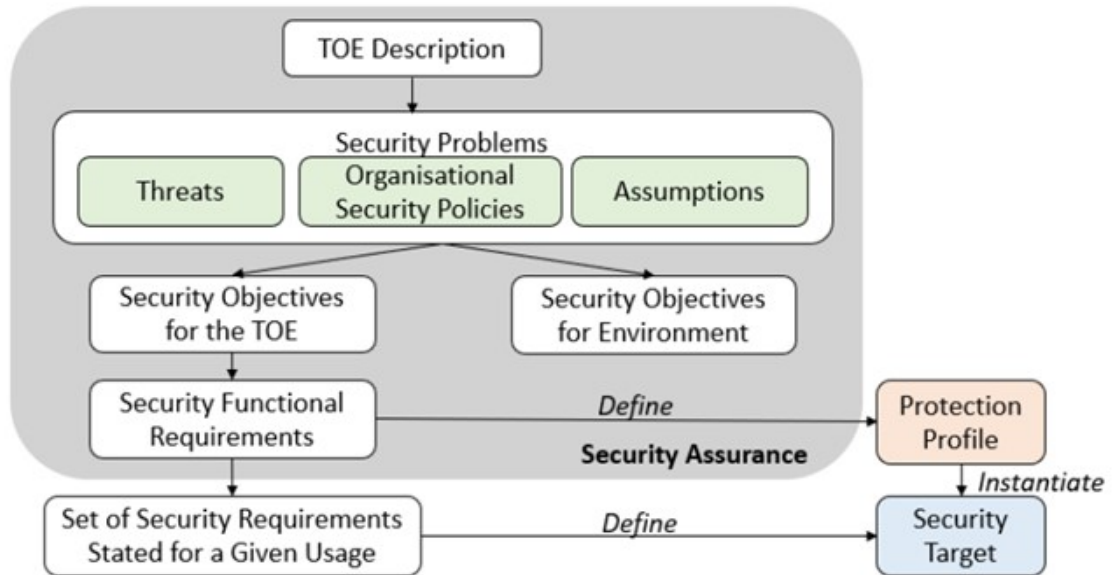 TOE Description
Security Problems
Threats
Organisational
Security Policies
Assumptions
Security Objectives
for the TOE
Security Objectives
for Environment
Security Functional
Requirements
Define
Protection
Profile
Security Assurance
Instantiate
Set of Security Requirements
Stated for a Given Usage
Define
Security
Target